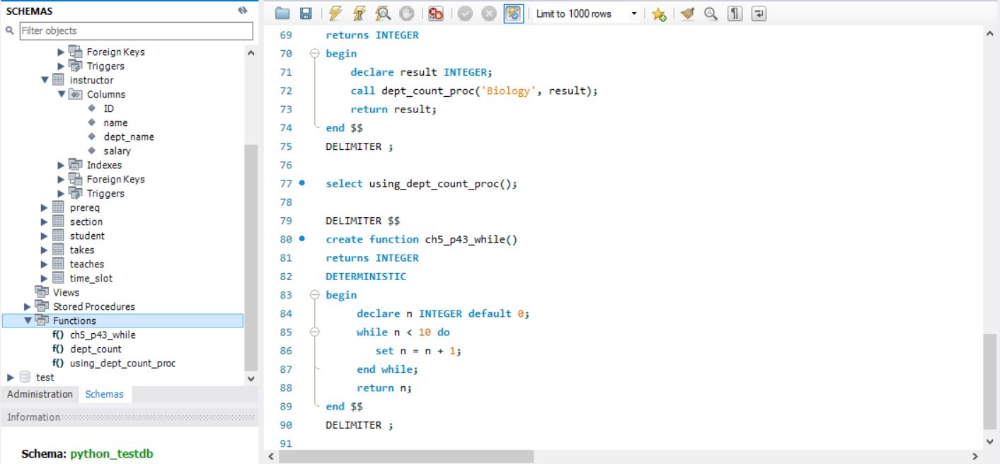 SCHEMAS
Filter objects
Foreign Keys
Triggers
instructor
Columns
ID
name
dept_name
salary
Indexes
Foreign Keys
Triggers
prereq
section
student
takes
teaches
time_slot
Views
Stored Procedures
Functions
f() ch5_p43_while
f() dept_count
f() using_dept_count_proc
test
Administration Schemas
Information
Schema: python_testdb
Limit to 1000 rows
69 returns INTEGER
70 begin
71 declare result INTEGER;
72 call dept_count_proc('Biology', result);
73 return result;
74 end $$
75 DELIMITER ;
76
77 select using_dept_count_proc();
78
79 DELIMITER $$
80 create function ch5_p43_while()
81 returns INTEGER
82 DETERMINISTIC
83 begin
84 declare n INTEGER default 0;
85 while n < 10 do
86 set n = n + 1;
87 end while;
88 return n;
89 end $$
90 DELIMITER ;
91